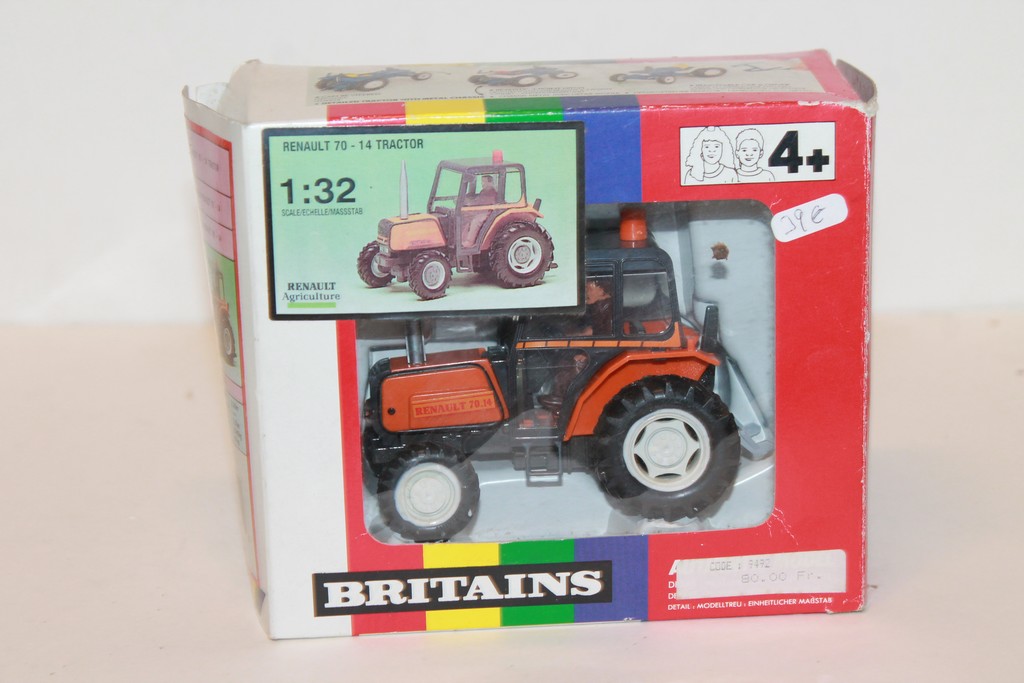 RENAULT 70 - 14 TRACTOR
1:32
SCALE/ECHELLE/MASSSTAB
RENAULT
Agriculture
4+
39€
RENAULT 70.14
BRITAINS
CODE : 9492
80.00 Fr.
DETAIL · MODELLTREU · EINHEITLICHER MAßSTAB